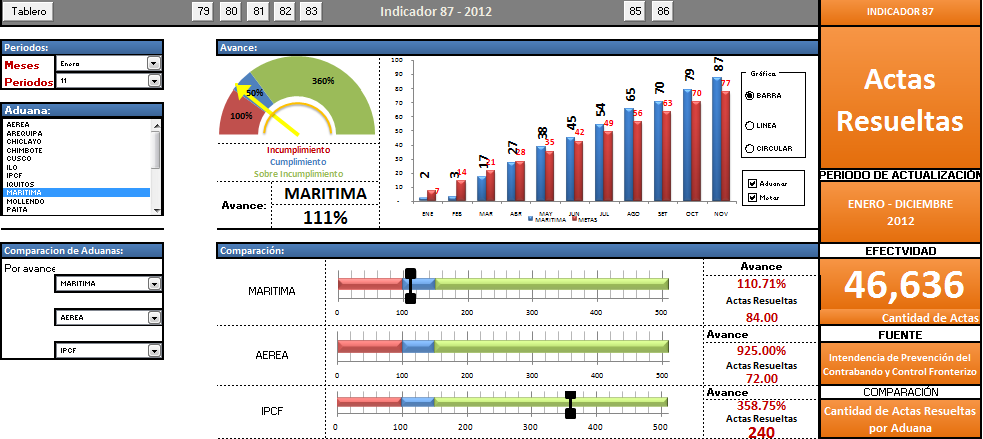 Tablero
79 80 81 82 83
Indicador 87 - 2012
85 86
INDICADOR 87
Periodos:
Meses
Enero
Periodos
11
Aduana:
AEREA
AREQUIPA
CHICLAYO
CHIMBOTE
CUSCO
ILO
IPCF
IQUITOS
MARITIMA
MOLLENDO
PAITA
Avance:
360%
50%
100%
Incumplimiento
Cumplimiento
Sobre Incumplimiento
Avance:
MARITIMA
111%
100
90
80
70
60
50
40
30
20
10
-
2 3 17 27 38 45 54 65 70 79 87
7 14 21 28 35 42 49 56 63 70 77
ENE FEB MAR ABR MAY JUN JUL AGO SET OCT NOV
MARITIMA METAS
Gráfica
BARRA
LINEA
CIRCULAR
Aduanas
Metas
Actas
Resueltas
PERIODO DE ACTUALIZACIÓN
ENERO - DICIEMBRE
2012
Comparacion de Aduanas:
Por avance
MARITIMA
AEREA
IPCF
Comparación:
MARITIMA
0 100 200 300 400 500
Avance
110.71%
Actas Resueltas
84.00
AEREA
0 100 200 300 400 500
Avance
925.00%
Actas Resueltas
72.00
IPCF
0 100 200 300 400 500
Avance
358.75%
Actas Resueltas
240
EFECTVIDAD
46,636
Cantidad de Actas
FUENTE
Intendencia de Prevención del
Contrabando y Control Fronterizo
COMPARACIÓN
Cantidad de Actas Resueltas
por Aduana